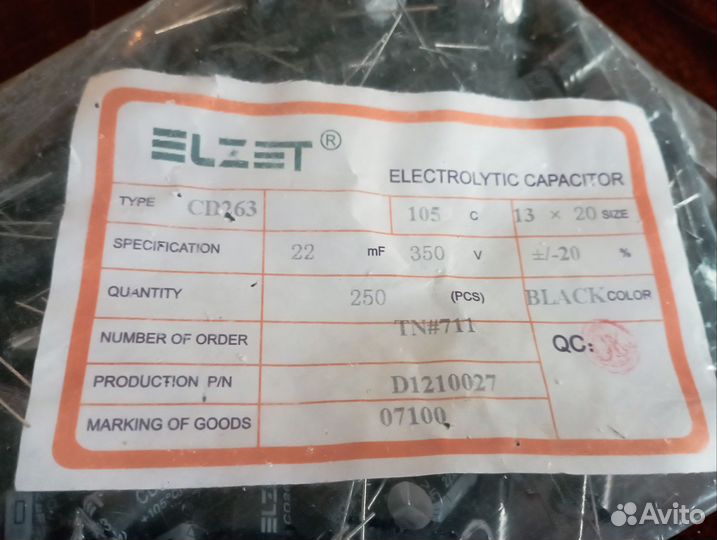 ELZET ®
ELECTROLYTIC CAPACITOR
TYPE CD263 105 C 13 × 20 SIZE
SPECIFICATION 22 mF 350 V ±/-20 %
QUANTITY 250 (PCS) BLACK COLOR
NUMBER OF ORDER TN#711
QC:
PRODUCTION P/N D1210027
MARKING OF GOODS 07100
ELZET
Avito